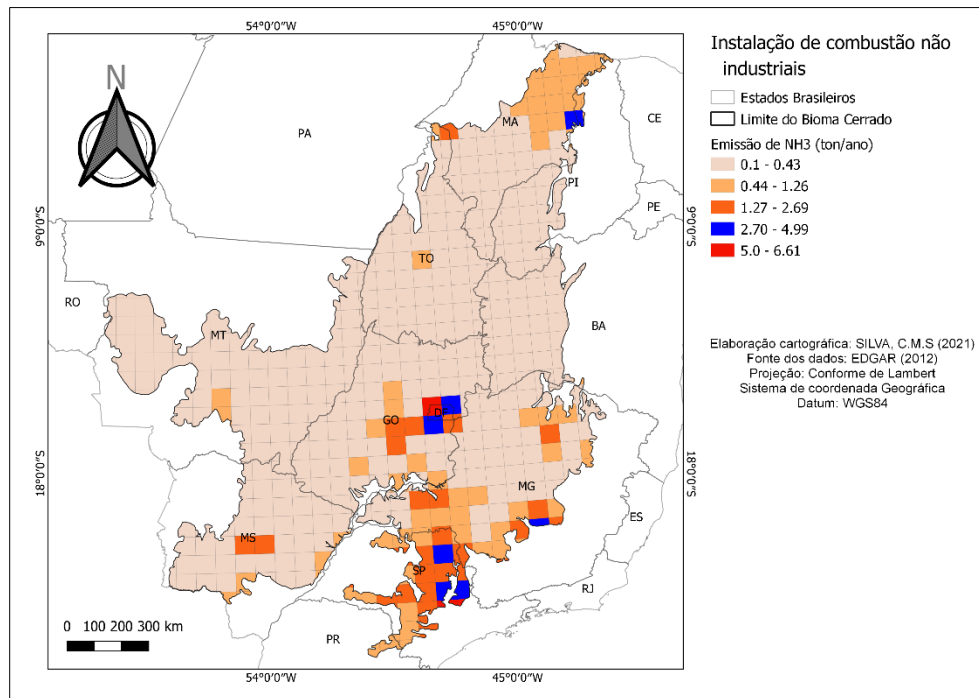 54°0'0"W
45°0'0"W
N
PA
MA
CE
PI
PE
9°0'0"S
9°0'0"S
TO
RO
MT
BA
GO
DF
18°0'0"S
18°0'0"S
MG
ES
MS
SP
RJ
PR
0 100 200 300 km
54°0'0"W
45°0'0"W
Instalação de combustão não
industriais
Estados Brasileiros
Limite do Bioma Cerrado
Emissão de NH3 (ton/ano)
0.1 - 0.43
0.44 - 1.26
1.27 - 2.69
2.70 - 4.99
5.0 - 6.61
Elaboração cartográfica: SILVA, C.M.S (2021)
Fonte dos dados: EDGAR (2012)
Projeção: Conforme de Lambert
Sistema de coordenada Geográfica
Datum: WGS84